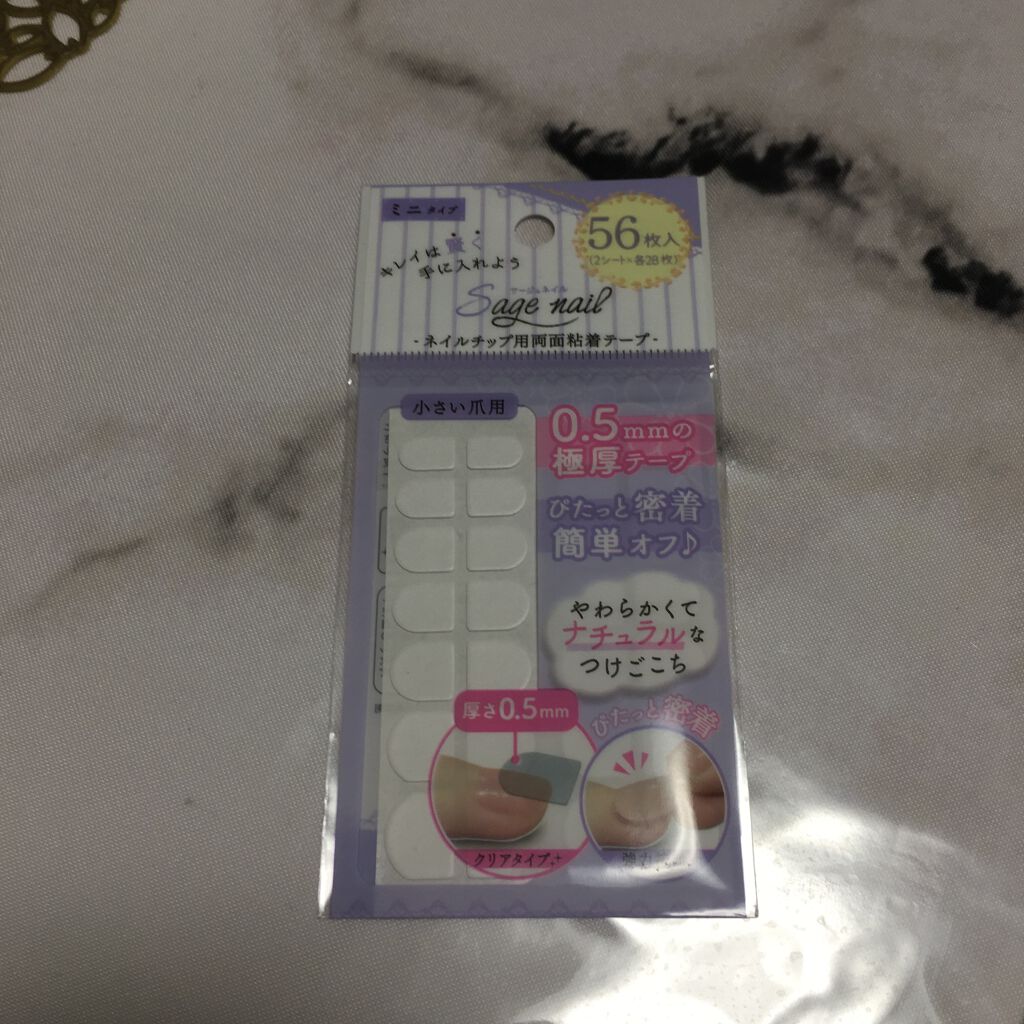 ミニタイプ
キレイは賢く
手に入れよう
56枚入
(2シート×各28枚)
サージュネイル
Sage nail
-ネイルチップ用両面粘着テープ-
小さい爪用
0.5mmの
極厚テープ
ぴたっと密着
簡単オフ♪
やわらかくて
ナチュラルな
つけごこち
厚さ0.5mm
ぴたっと密着
クリアタイプ